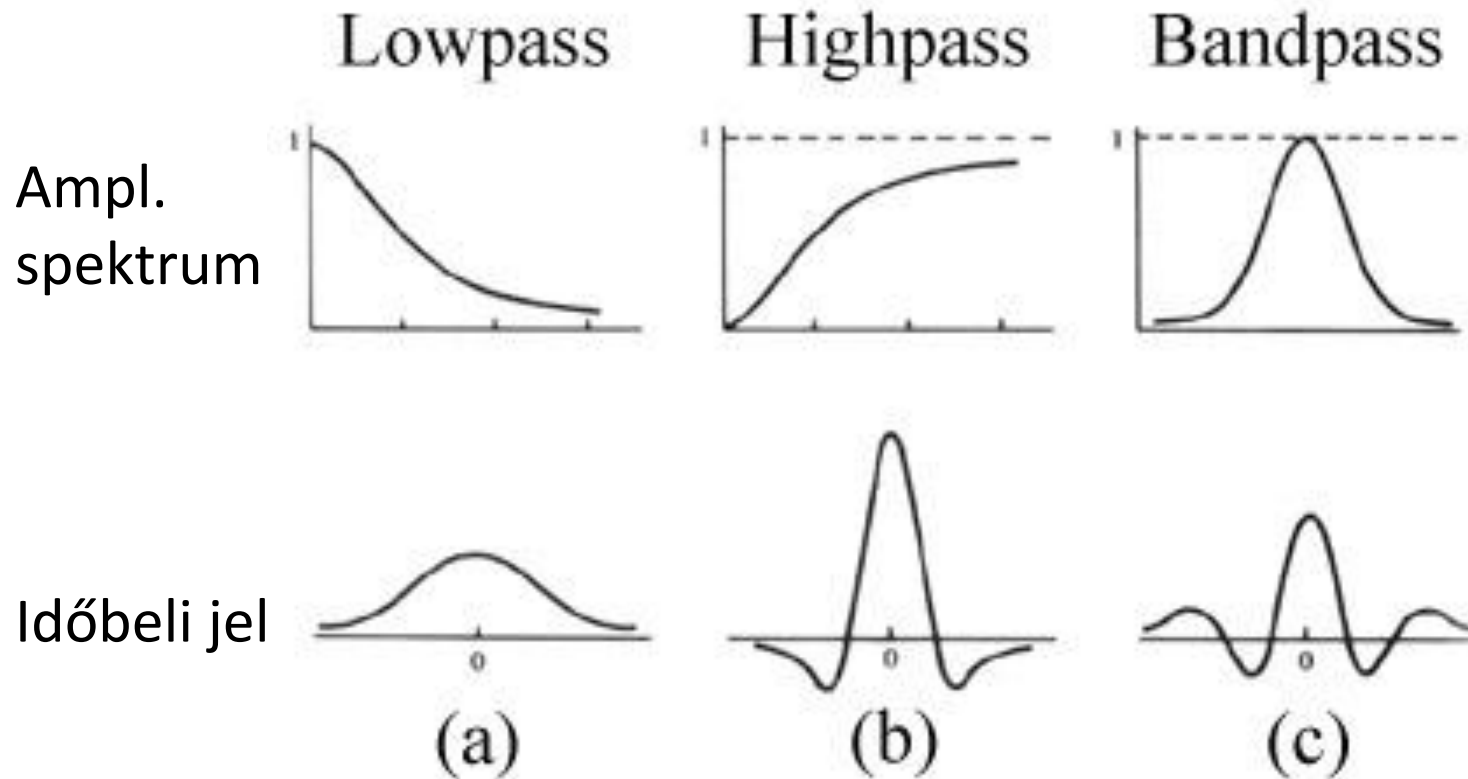 Lowpass Highpass Bandpass
1 1 1
Ampl.
spektrum
Időbeli jel
0 0 0
(a) (b) (c)